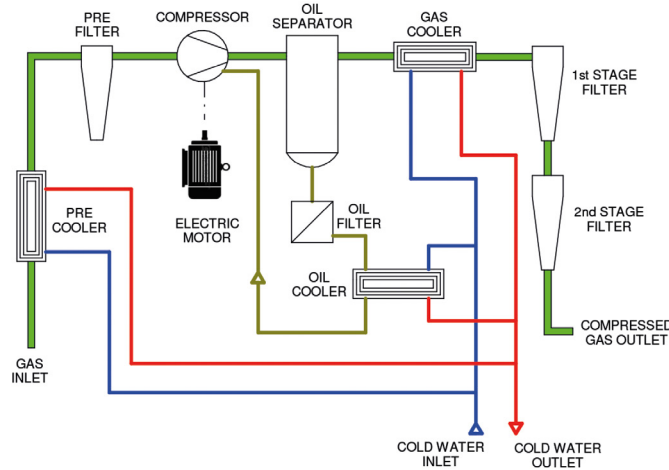 PRE
FILTER
COMPRESSOR
OIL
SEPARATOR
GAS
COOLER
1st STAGE
FILTER
PRE
COOLER
ELECTRIC
MOTOR
OIL
FILTER
2nd STAGE
FILTER
OIL
COOLER
COMPRESSED
GAS OUTLET
GAS
INLET
COLD WATER
INLET
COLD WATER
OUTLET